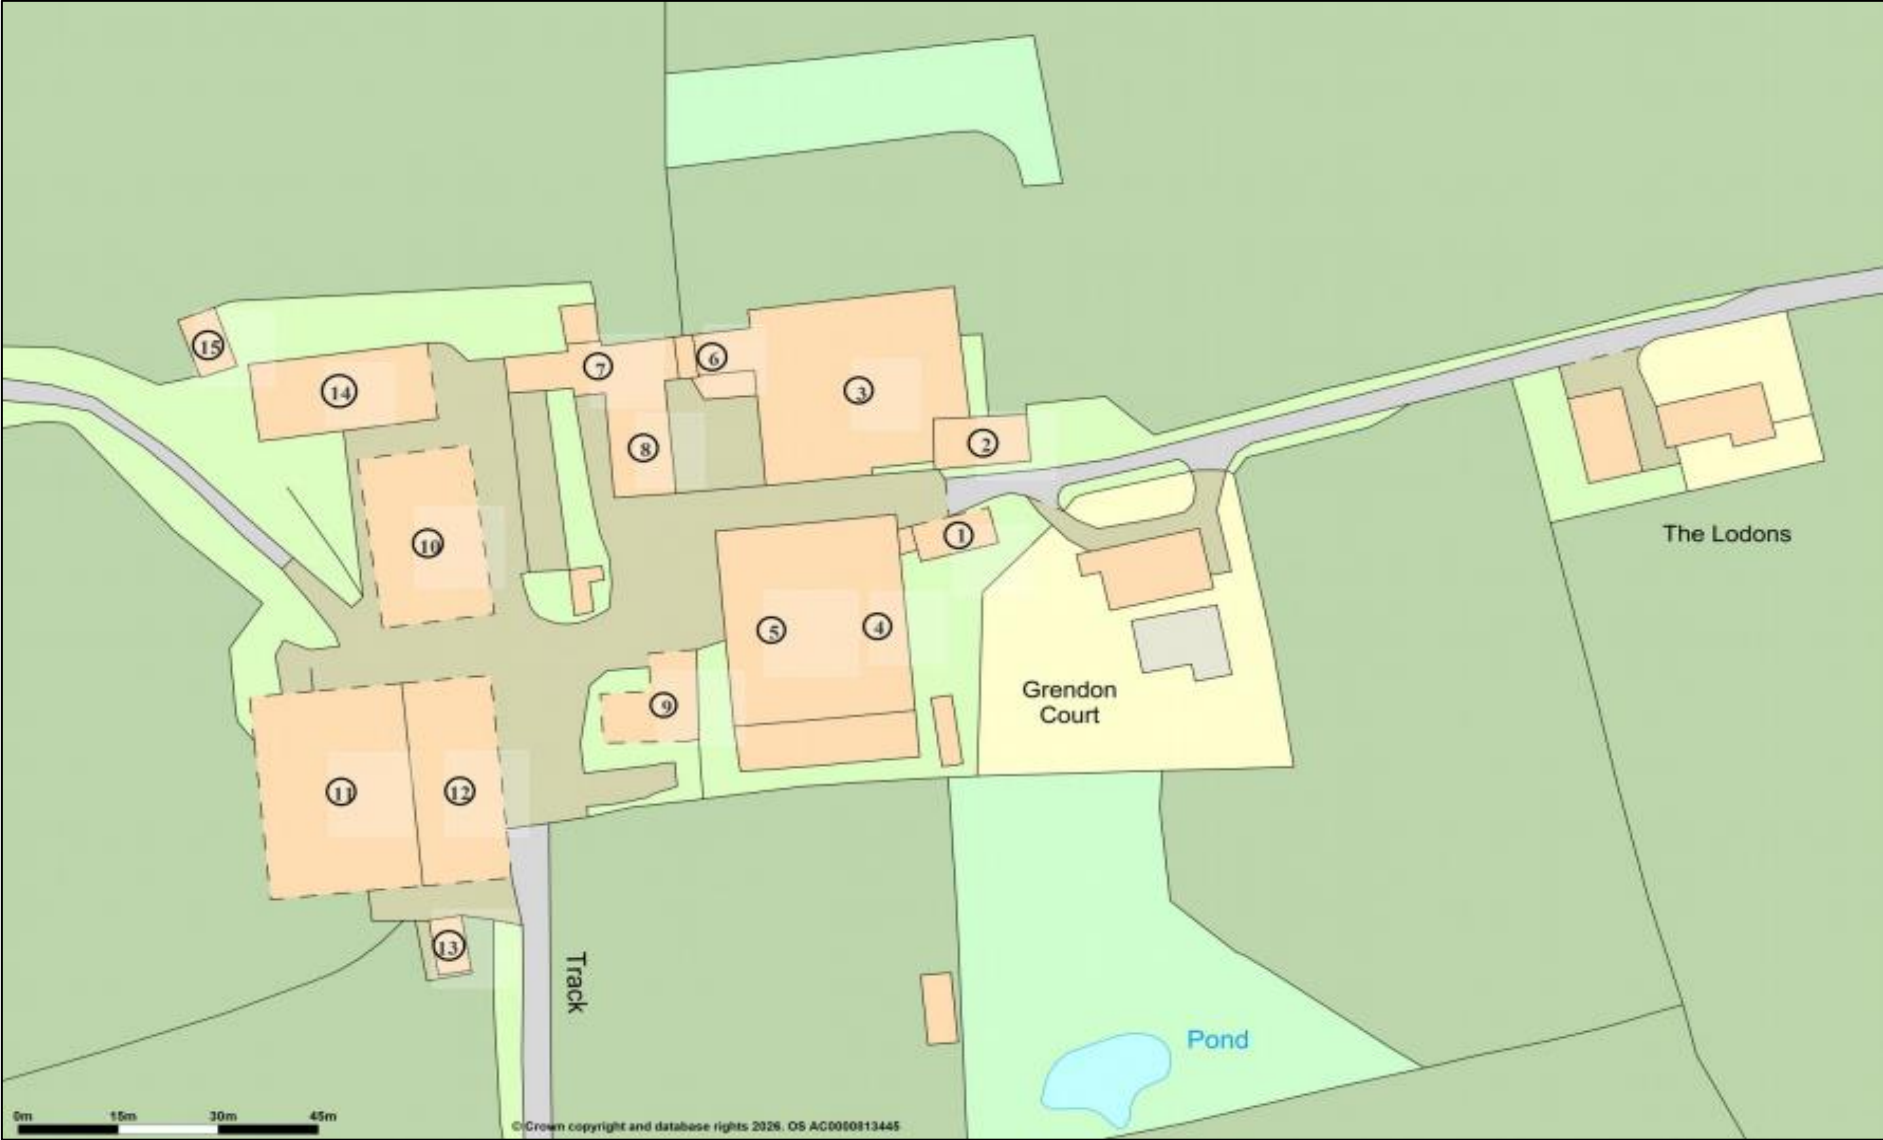 15
7
6
14
3
8
2
10
1
The Lodons
5
4
9
Grendon
Court
11
12
13
Track
Pond
0m 15m 30m 45m
© Crown copyright and database rights 2026. OS AC0000813445